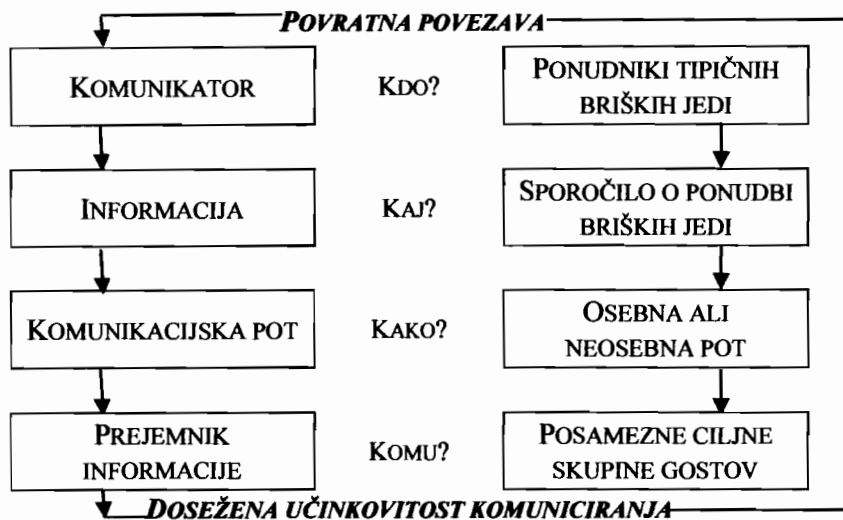 POVRATNA POVEZAVA
KOMUNIKATOR
KDO?
PONUDNIKI TIPIČNIH
BRIŠKIH JEDI
INFORMACIJA
KAJ?
SPOROČILO O PONUDBI
BRIŠKIH JEDI
KOMUNIKACIJSKA POT
KAKO?
OSEBNA ALI
NEOSEBNA POT
PREJEMNIK
INFORMACIJE
KOMU?
POSAMEZNE CILJNE
SKUPINE GOSTOV
DOSEŽENA UČINKOVITOST KOMUNICIRANJA